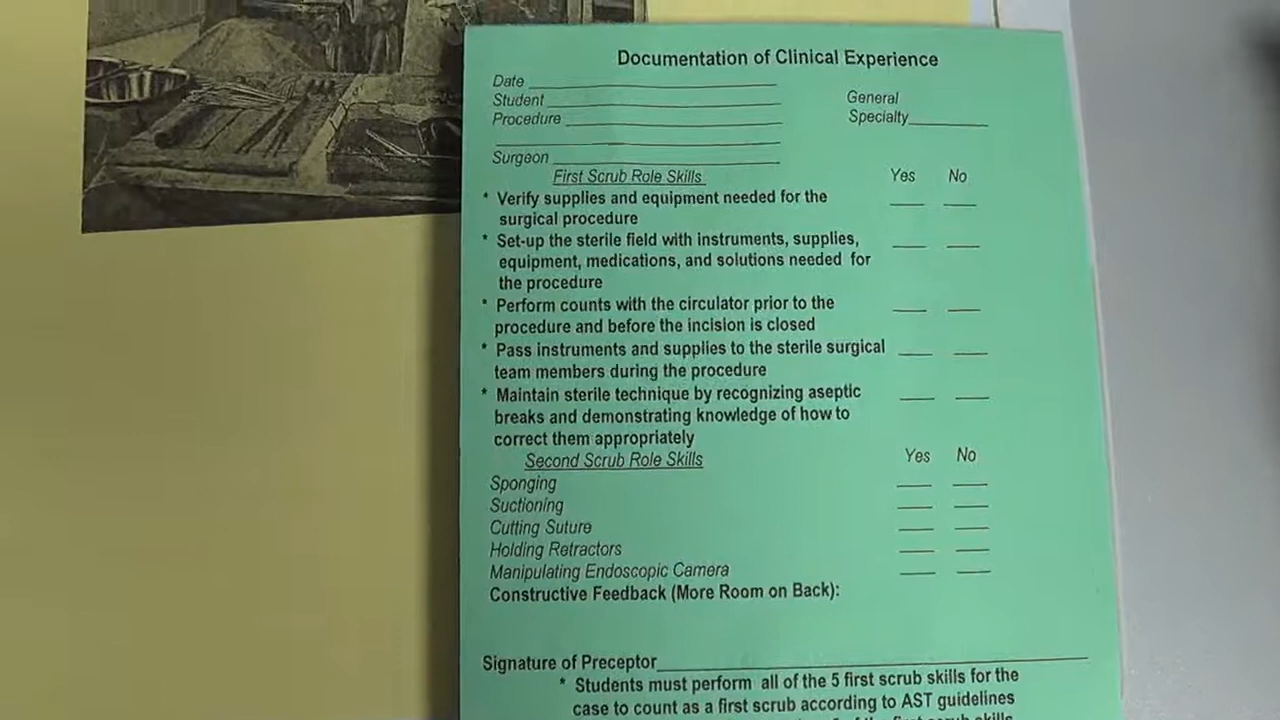 Documentation of Clinical Experience
Date
Student
General
Procedure
Specialty
Surgeon
First Scrub Role Skills Yes No
* Verify supplies and equipment needed for the
surgical procedure
* Set-up the sterile field with instruments, supplies,
equipment, medications, and solutions needed for
the procedure
* Perform counts with the circulator prior to the
procedure and before the incision is closed
* Pass instruments and supplies to the sterile surgical
team members during the procedure
* Maintain sterile technique by recognizing aseptic
breaks and demonstrating knowledge of how to
correct them appropriately
Second Scrub Role Skills Yes No
Sponging
Suctioning
Cutting Suture
Holding Retractors
Manipulating Endoscopic Camera
Constructive Feedback (More Room on Back):
Signature of Preceptor
* Students must perform all of the 5 first scrub skills for the
case to count as a first scrub according to AST guidelines